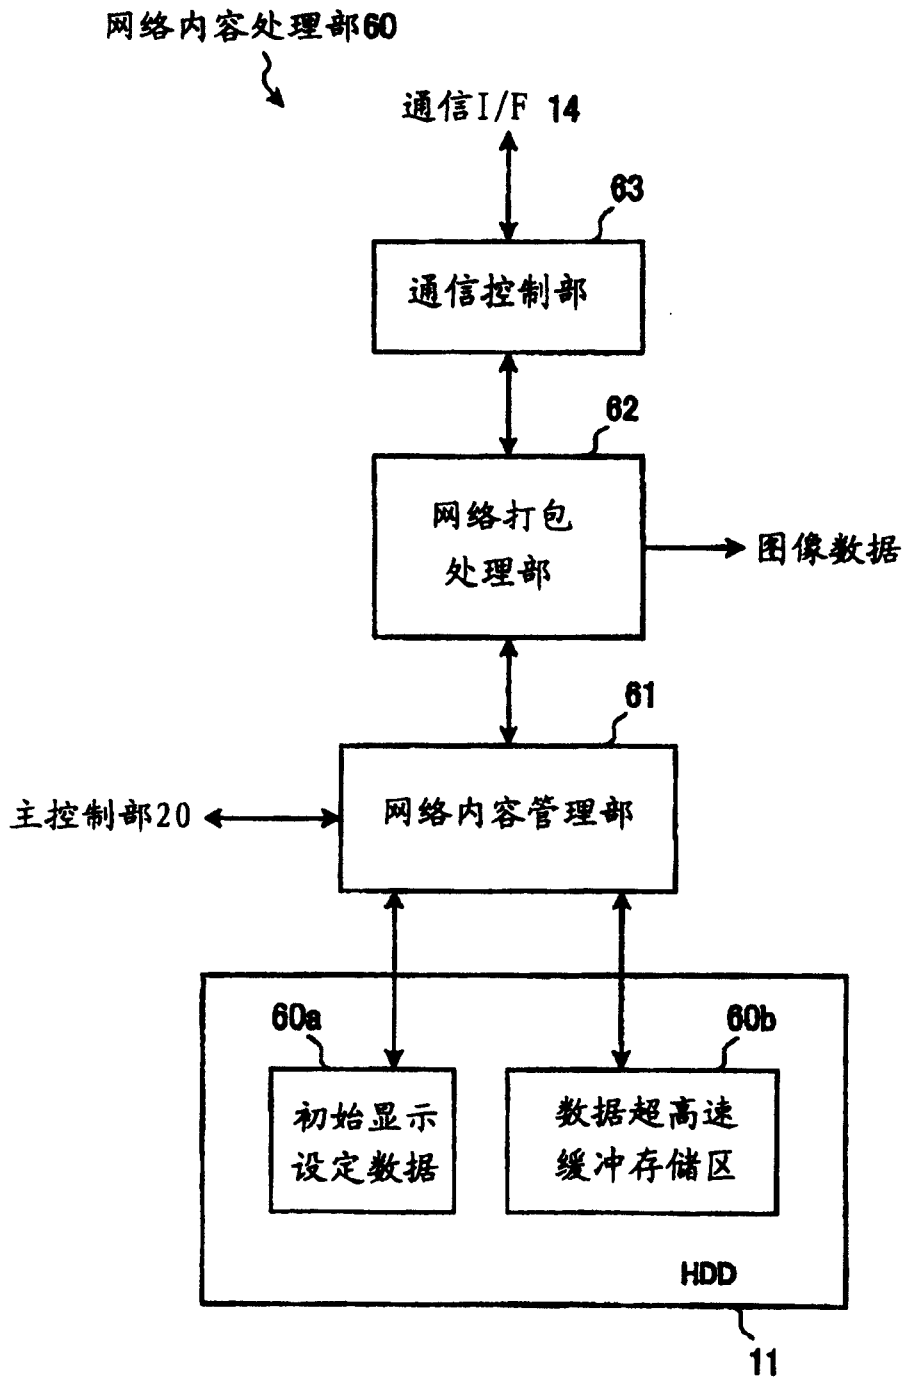 网络内容处理部60
通信I/F 14
63
通信控制部
62
网络打包
处理部
图像数据
61
主控制部20
网络内容管理部
60a
60b
初始显示
设定数据
数据超高速
缓冲存储区
HDD
11